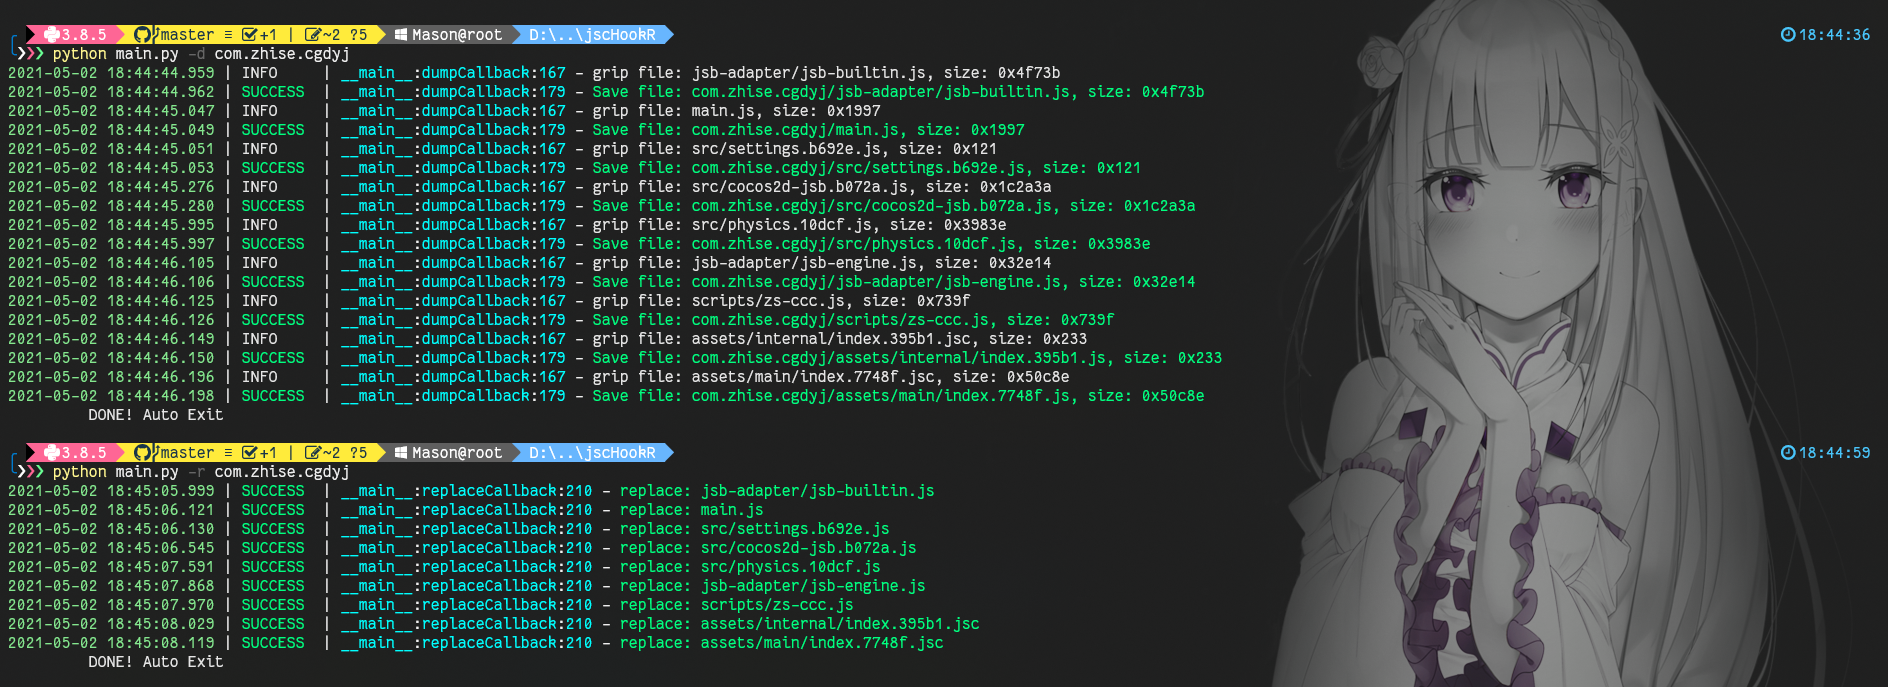 3.8.5 master ≡ +1 | ~2 ?5 Mason@root D:\..\jscHookR 18:44:36
❯❯❯ python main.py -d com.zhise.cgdyj
2021-05-02 18:44:44.959 | INFO     | __main__:dumpCallback:167 - grip file: jsb-adapter/jsb-builtin.js, size: 0x4f73b
2021-05-02 18:44:44.962 | SUCCESS  | __main__:dumpCallback:179 - Save file: com.zhise.cgdyj/jsb-adapter/jsb-builtin.js, size: 0x4f73b
2021-05-02 18:44:45.047 | INFO     | __main__:dumpCallback:167 - grip file: main.js, size: 0x1997
2021-05-02 18:44:45.049 | SUCCESS  | __main__:dumpCallback:179 - Save file: com.zhise.cgdyj/main.js, size: 0x1997
2021-05-02 18:44:45.051 | INFO     | __main__:dumpCallback:167 - grip file: src/settings.b692e.js, size: 0x121
2021-05-02 18:44:45.053 | SUCCESS  | __main__:dumpCallback:179 - Save file: com.zhise.cgdyj/src/settings.b692e.js, size: 0x121
2021-05-02 18:44:45.276 | INFO     | __main__:dumpCallback:167 - grip file: src/cocos2d-jsb.b072a.js, size: 0x1c2a3a
2021-05-02 18:44:45.280 | SUCCESS  | __main__:dumpCallback:179 - Save file: com.zhise.cgdyj/src/cocos2d-jsb.b072a.js, size: 0x1c2a3a
2021-05-02 18:44:45.995 | INFO     | __main__:dumpCallback:167 - grip file: src/physics.10dcf.js, size: 0x3983e
2021-05-02 18:44:45.997 | SUCCESS  | __main__:dumpCallback:179 - Save file: com.zhise.cgdyj/src/physics.10dcf.js, size: 0x3983e
2021-05-02 18:44:46.105 | INFO     | __main__:dumpCallback:167 - grip file: jsb-adapter/jsb-engine.js, size: 0x32e14
2021-05-02 18:44:46.106 | SUCCESS  | __main__:dumpCallback:179 - Save file: com.zhise.cgdyj/jsb-adapter/jsb-engine.js, size: 0x32e14
2021-05-02 18:44:46.125 | INFO     | __main__:dumpCallback:167 - grip file: scripts/zs-ccc.js, size: 0x739f
2021-05-02 18:44:46.126 | SUCCESS  | __main__:dumpCallback:179 - Save file: com.zhise.cgdyj/scripts/zs-ccc.js, size: 0x739f
2021-05-02 18:44:46.149 | INFO     | __main__:dumpCallback:167 - grip file: assets/internal/index.395b1.jsc, size: 0x233
2021-05-02 18:44:46.150 | SUCCESS  | __main__:dumpCallback:179 - Save file: com.zhise.cgdyj/assets/internal/index.395b1.js, size: 0x233
2021-05-02 18:44:46.196 | INFO     | __main__:dumpCallback:167 - grip file: assets/main/index.7748f.jsc, size: 0x50c8e
2021-05-02 18:44:46.198 | SUCCESS  | __main__:dumpCallback:179 - Save file: com.zhise.cgdyj/assets/main/index.7748f.js, size: 0x50c8e
DONE! Auto Exit
3.8.5 master ≡ +1 | ~2 ?5 Mason@root D:\..\jscHookR 18:44:59
❯❯❯ python main.py -r com.zhise.cgdyj
2021-05-02 18:45:05.999 | SUCCESS  | __main__:replaceCallback:210 - replace: jsb-adapter/jsb-builtin.js
2021-05-02 18:45:06.121 | SUCCESS  | __main__:replaceCallback:210 - replace: main.js
2021-05-02 18:45:06.130 | SUCCESS  | __main__:replaceCallback:210 - replace: src/settings.b692e.js
2021-05-02 18:45:06.545 | SUCCESS  | __main__:replaceCallback:210 - replace: src/cocos2d-jsb.b072a.js
2021-05-02 18:45:07.591 | SUCCESS  | __main__:replaceCallback:210 - replace: src/physics.10dcf.js
2021-05-02 18:45:07.868 | SUCCESS  | __main__:replaceCallback:210 - replace: jsb-adapter/jsb-engine.js
2021-05-02 18:45:07.970 | SUCCESS  | __main__:replaceCallback:210 - replace: scripts/zs-ccc.js
2021-05-02 18:45:08.029 | SUCCESS  | __main__:replaceCallback:210 - replace: assets/internal/index.395b1.jsc
2021-05-02 18:45:08.119 | SUCCESS  | __main__:replaceCallback:210 - replace: assets/main/index.7748f.jsc
DONE! Auto Exit